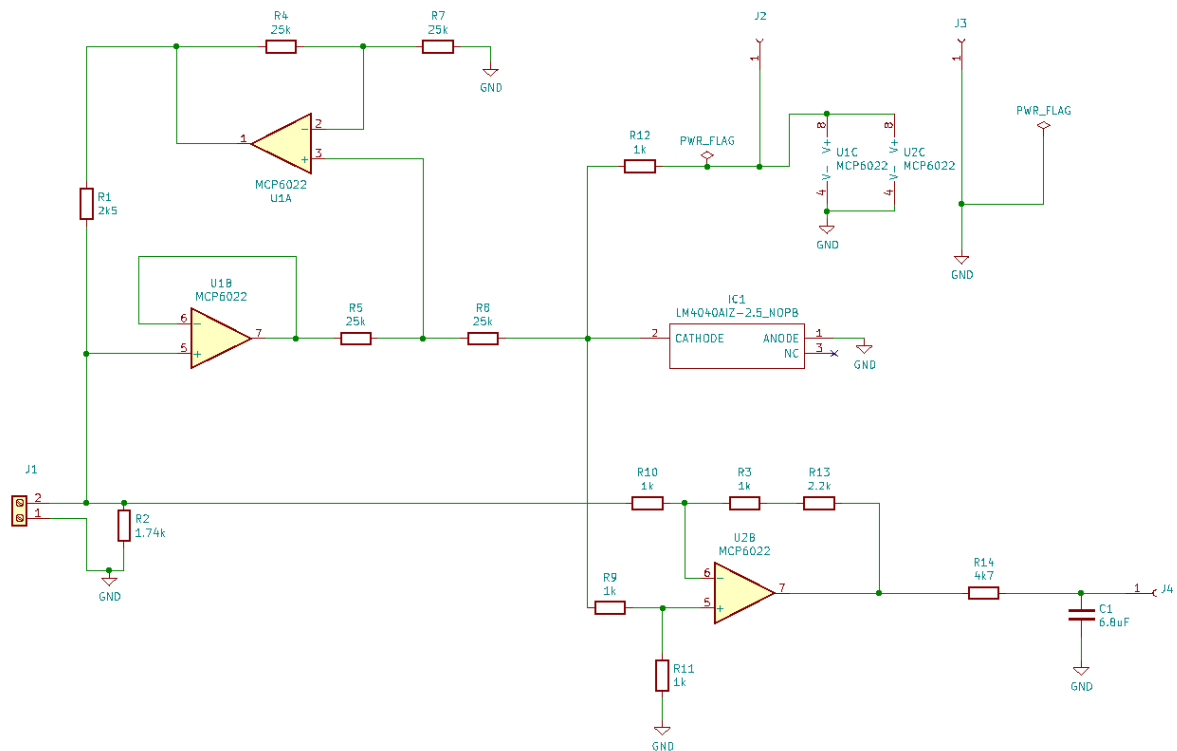 R4
25k
R7
25k
GND
J2
1
J3
1
PWR_FLAG
1
2
3
MCP6022
U1A
R12
1k
PWR_FLAG
8
V+
V-
4
U1C
MCP6022
8
V+
V-
4
U2C
MCP6022
GND
GND
R1
2k5
U1B
MCP6022
6
5
7
R5
25k
R8
25k
IC1
LM4040AIZ-2.5_NOPB
2
CATHODE
ANODE
1
NC
3
GND
J1
2
1
R2
1.74k
GND
R10
1k
R3
1k
R13
2.2k
U2B
MCP6022
6
5
7
R9
1k
R11
1k
GND
R14
4k7
1
J4
C1
6.8uF
GND